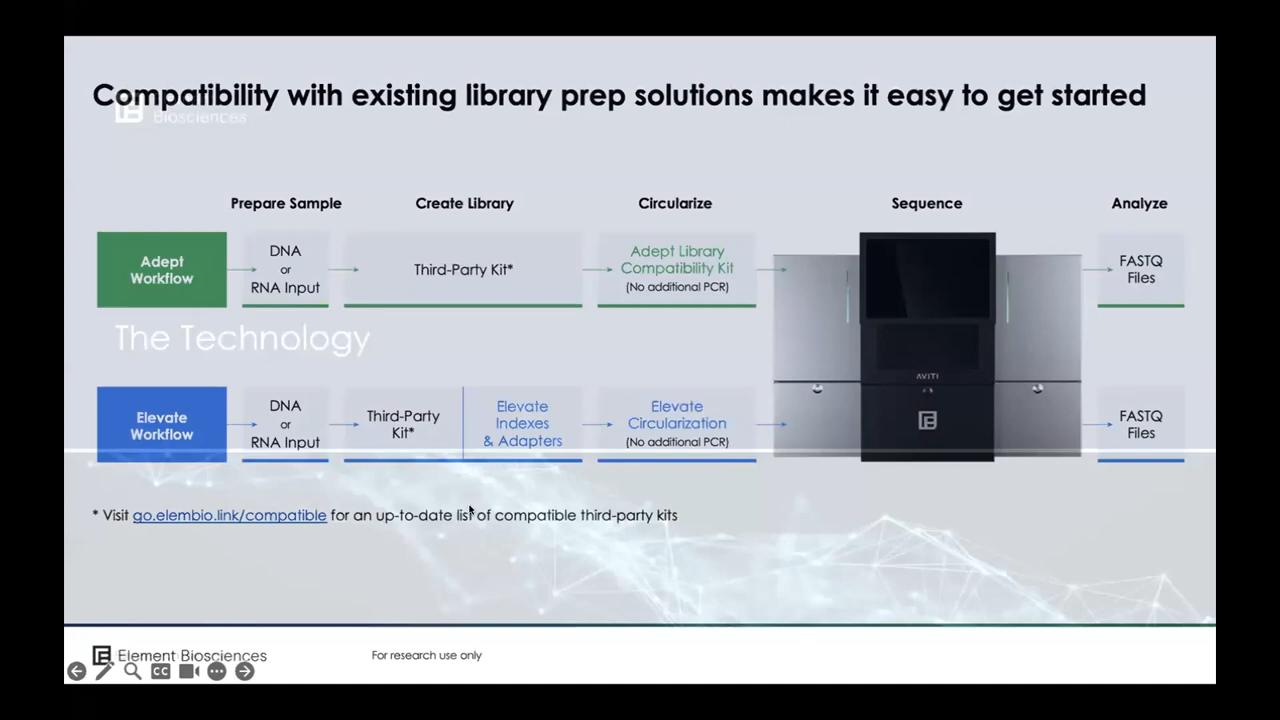 Compatibility with existing library prep solutions makes it easy to get started
Biosciences
Prepare Sample
Create Library
Circularize
Sequence
Analyze
Adept
Workflow
DNA
or
RNA Input
Third-Party Kit*
Adept Library
Compatibility Kit
(No additional PCR)
FASTQ
Files
The Technology
AVITI
Elevate
Workflow
DNA
or
RNA Input
Third-Party
Kit*
Elevate
Indexes
& Adapters
Elevate
Circularization
(No additional PCR)
FASTQ
Files
* Visit go.elembio.link/compatible for an up-to-date list of compatible third-party kits
Element Biosciences
For research use only
CC